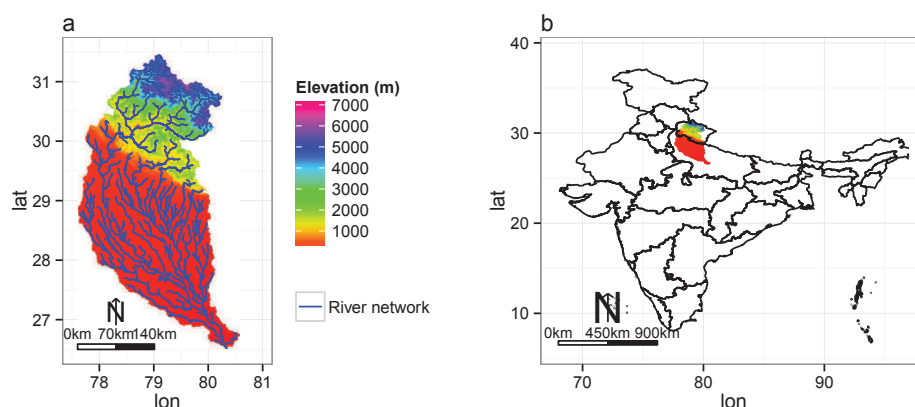 a
31
30
29
28
27
lat
N
0km 70km 140km
78 79 80 81
lon
Elevation (m)
7000
6000
5000
4000
3000
2000
1000
River network
b
40
30
20
10
lat
N
0km 450km 900km
70 80 90
lon